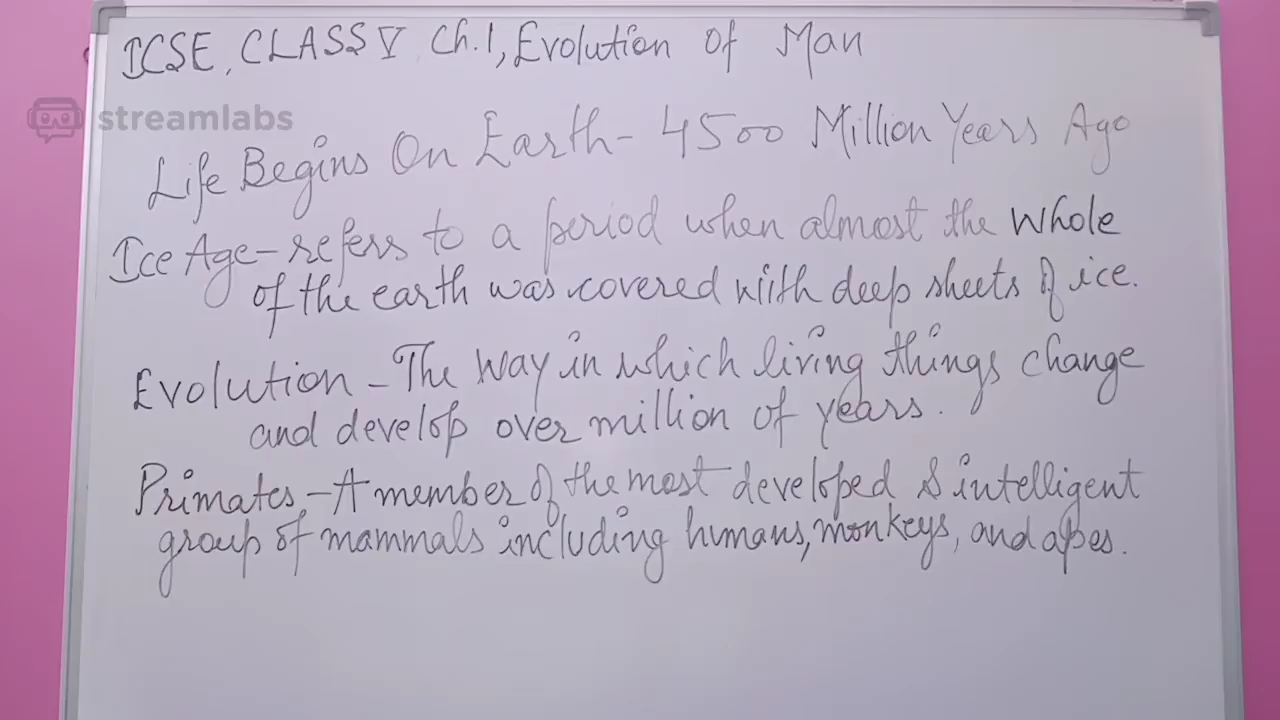 ICSE, CLASS V Ch.1, Evolution Of Man
streamlabs
Life Begins On Earth - 4500 Million Years Ago
Ice Age - refers to a period when almost the whole
of the earth was covered with deep sheets of ice.
Evolution - The way in which living things change
and develop over million of years.
Primates - A member of the most developed & intelligent
group of mammals including humans, monkeys, and apes.